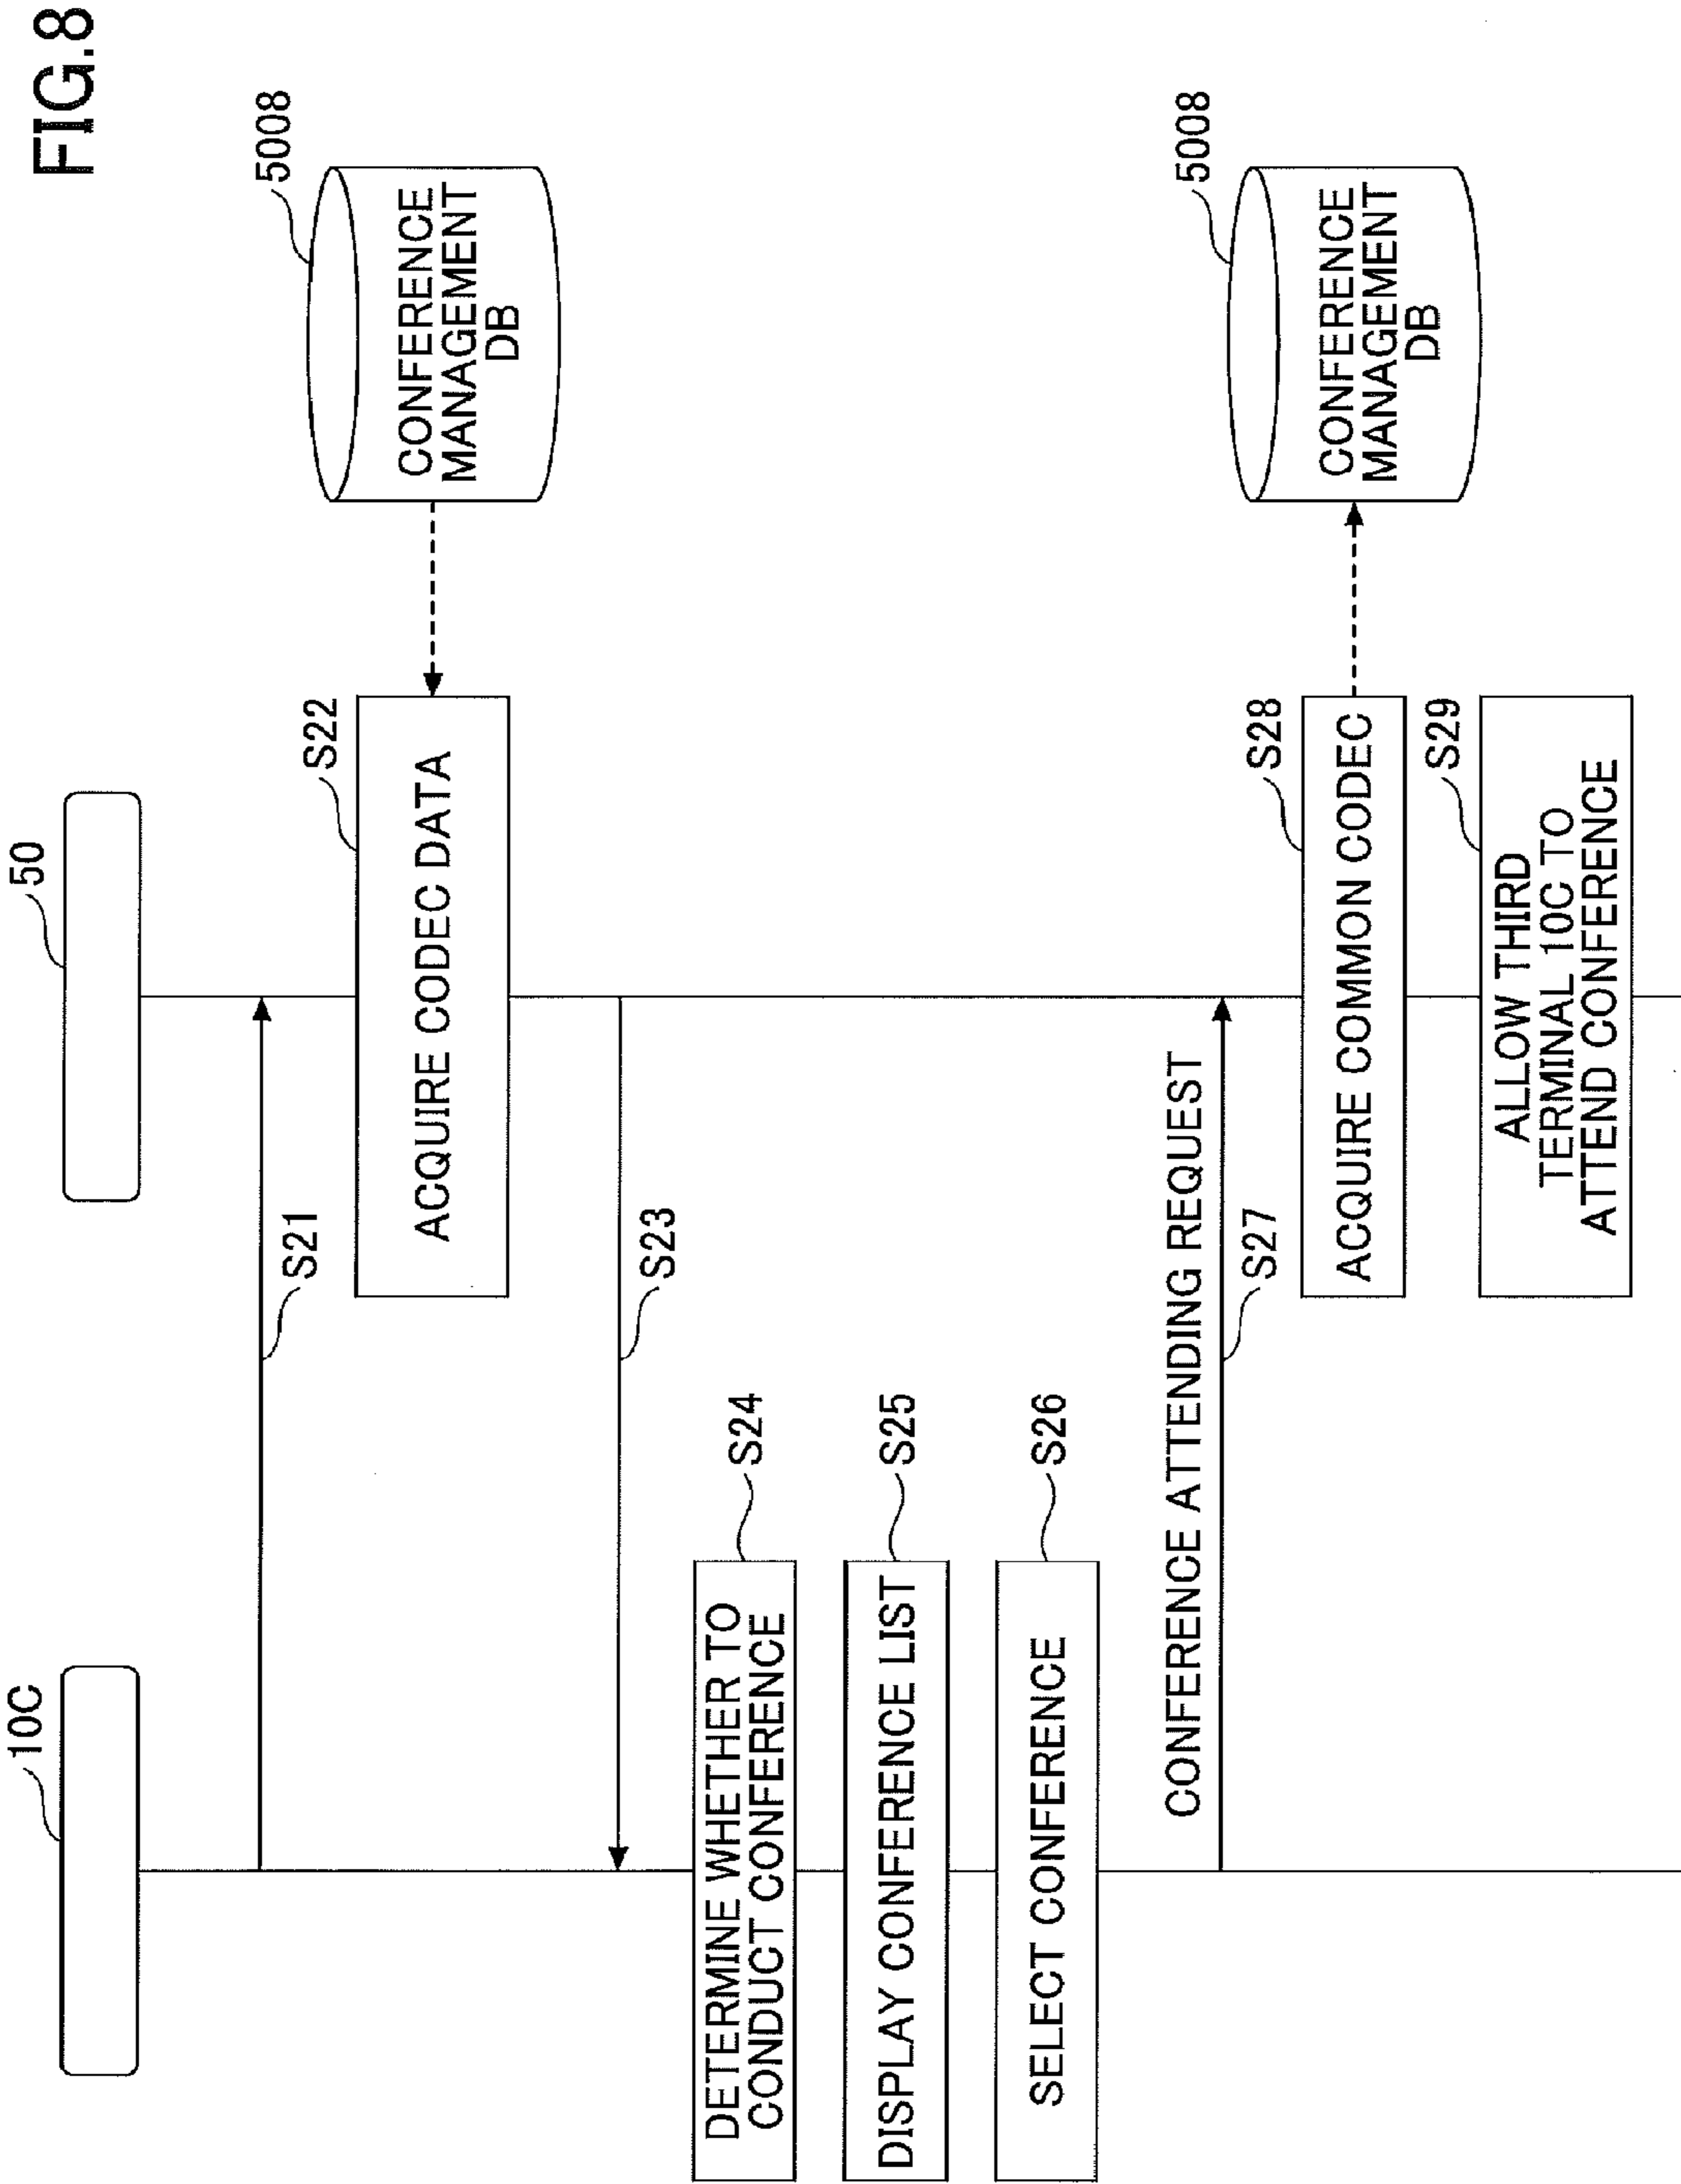 FIG.8
10C
50
S21
S22
ACQUIRE CODEC DATA
5008
CONFERENCE
MANAGEMENT
DB
S23
S24
DETERMINE WHETHER TO
CONDUCT CONFERENCE
S25
DISPLAY CONFERENCE LIST
S26
SELECT CONFERENCE
CONFERENCE ATTENDING REQUEST
S27
S28
ACQUIRE COMMON CODEC
5008
CONFERENCE
MANAGEMENT
DB
S29
ALLOW THIRD
TERMINAL 10C TO
ATTEND CONFERENCE